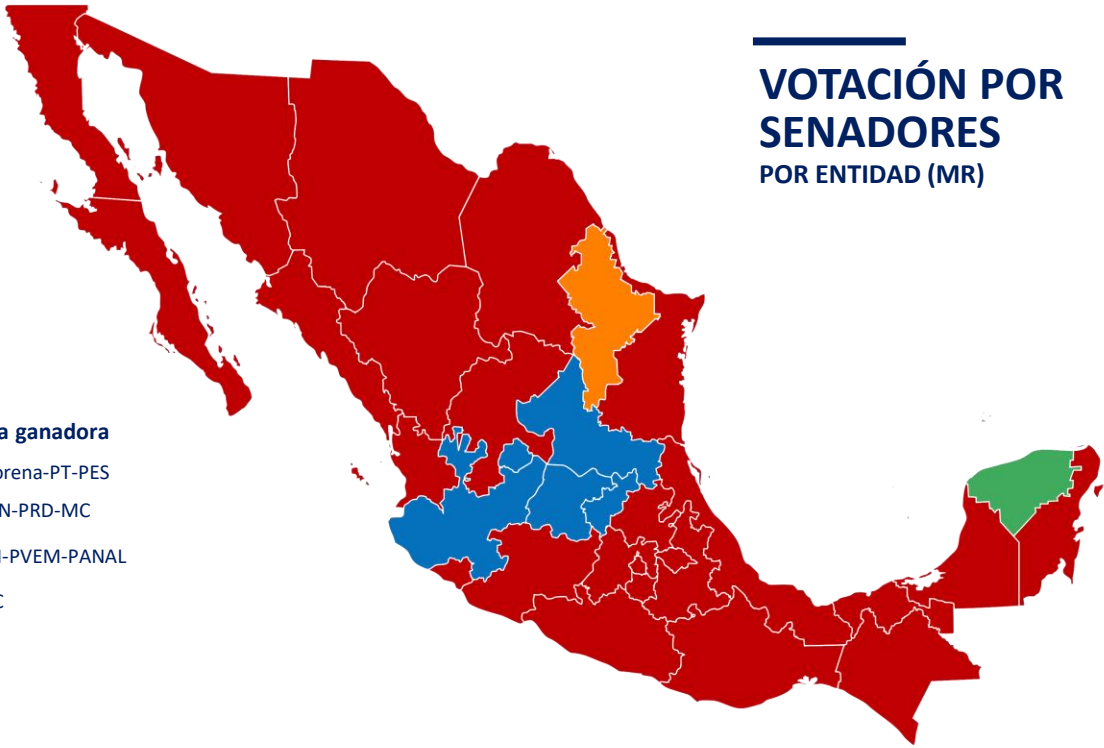 VOTACIÓN POR
SENADORES
POR ENTIDAD (MR)
a ganadora
orena-PT-PES
N-PRD-MC
I-PVEM-PANAL
C